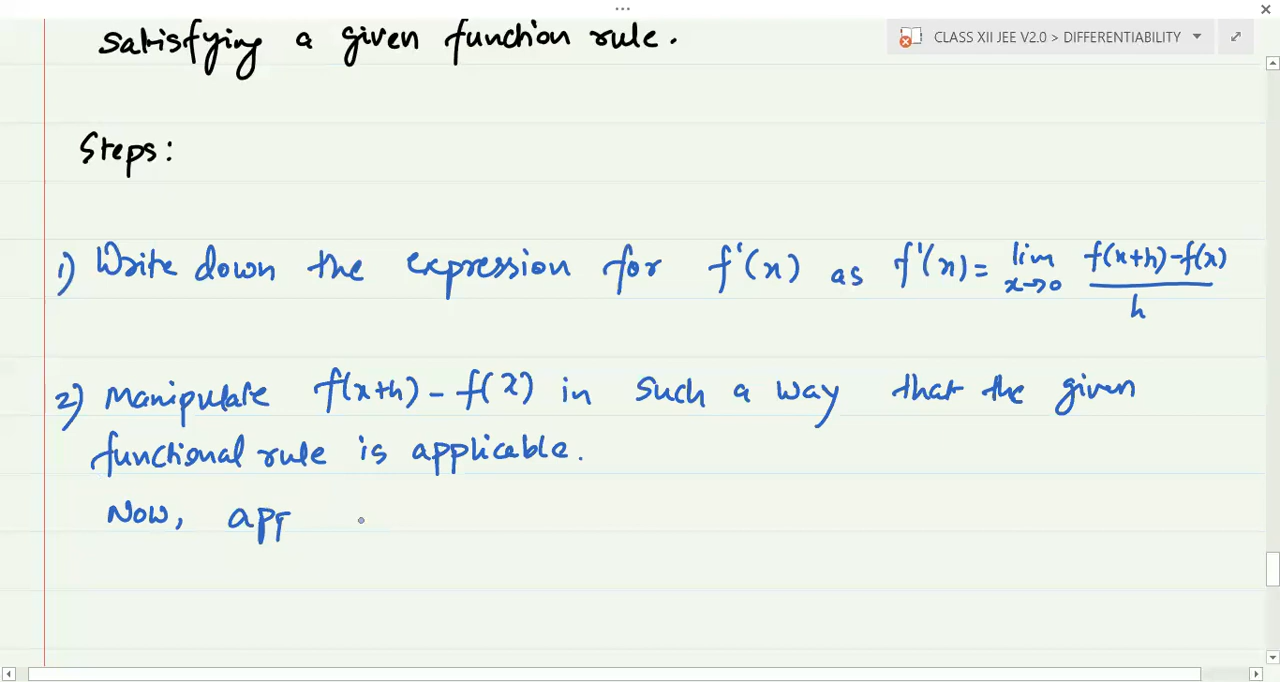 satisfying a given function rule.
CLASS XII JEE V2.0 > DIFFERENTIABILITY
Steps:
1) Write down the expression for f'(x) as f'(x) = lim x→0 f(x+h)-f(x) / h
2) Manipulate f(x+h) - f(x) in such a way that the given
functional rule is applicable.
Now, app